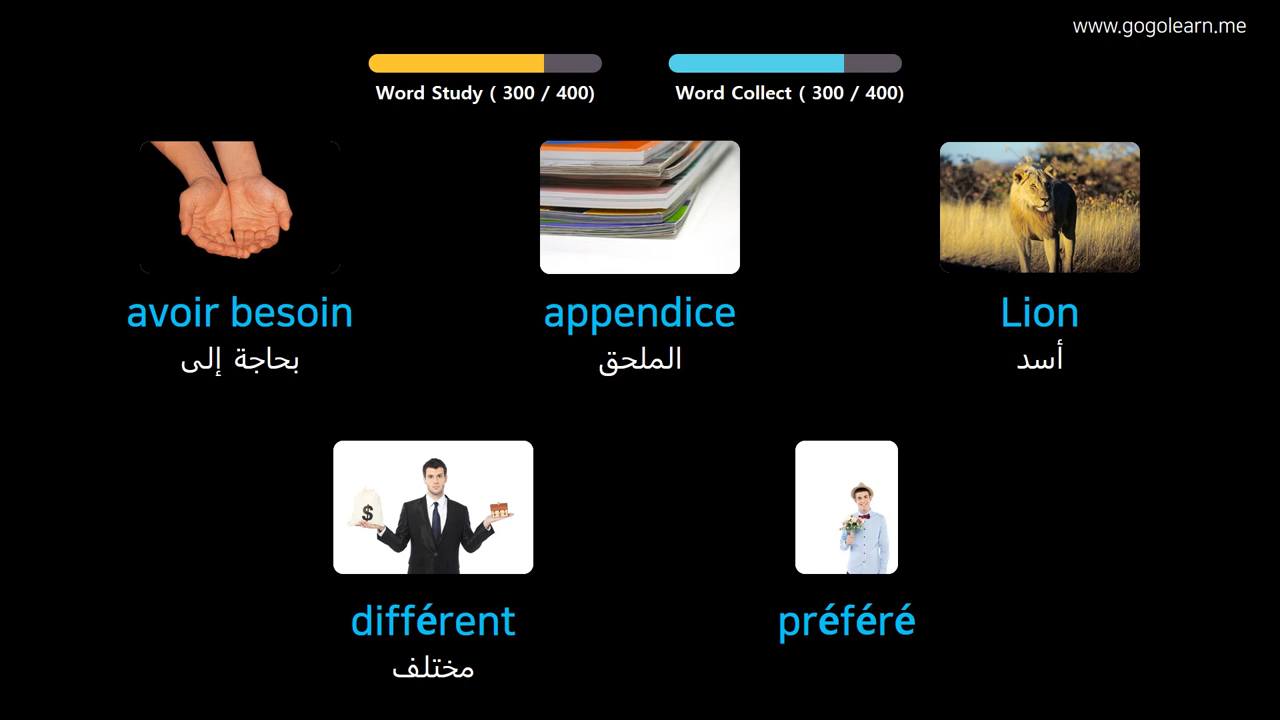 www.gogolearn.me
Word Study ( 300 / 400)
Word Collect ( 300 / 400)
avoir besoin
بحاجة إلى
appendice
الملحق
Lion
أسد
$
différent
مختلف
préféré